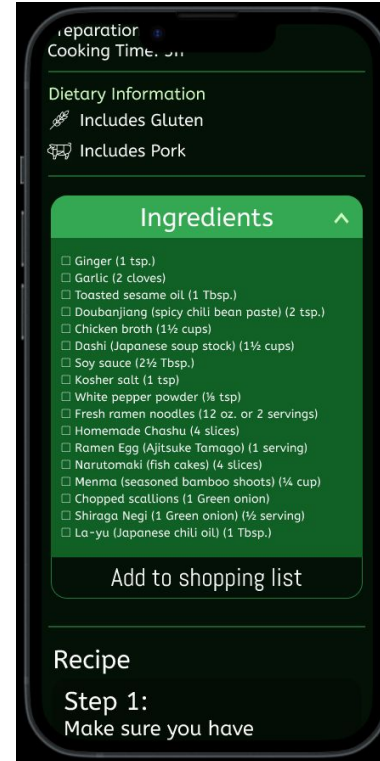 Cooking Time:
Dietary Information
Includes Gluten
Includes Pork
Ingredients
Ginger (1 tsp.)
Garlic (2 cloves)
Toasted sesame oil (1 Tbsp.)
Doubanjiang (spicy chili bean paste) (2 tsp.)
Chicken broth (1½ cups)
Dashi (Japanese soup stock) (1½ cups)
Soy sauce (2½ Tbsp.)
Kosher salt (1 tsp)
White pepper powder (⅛ tsp)
Fresh ramen noodles (12 oz. or 2 servings)
Homemade Chashu (4 slices)
Ramen Egg (Ajitsuke Tamago) (1 serving)
Narutomaki (fish cakes) (4 slices)
Menma (seasoned bamboo shoots) (¼ cup)
Chopped scallions (1 Green onion)
Shiraga Negi (1 Green onion) (½ serving)
La-yu (Japanese chili oil) (1 Tbsp.)
Add to shopping list
Recipe
Step 1:
Make sure you have